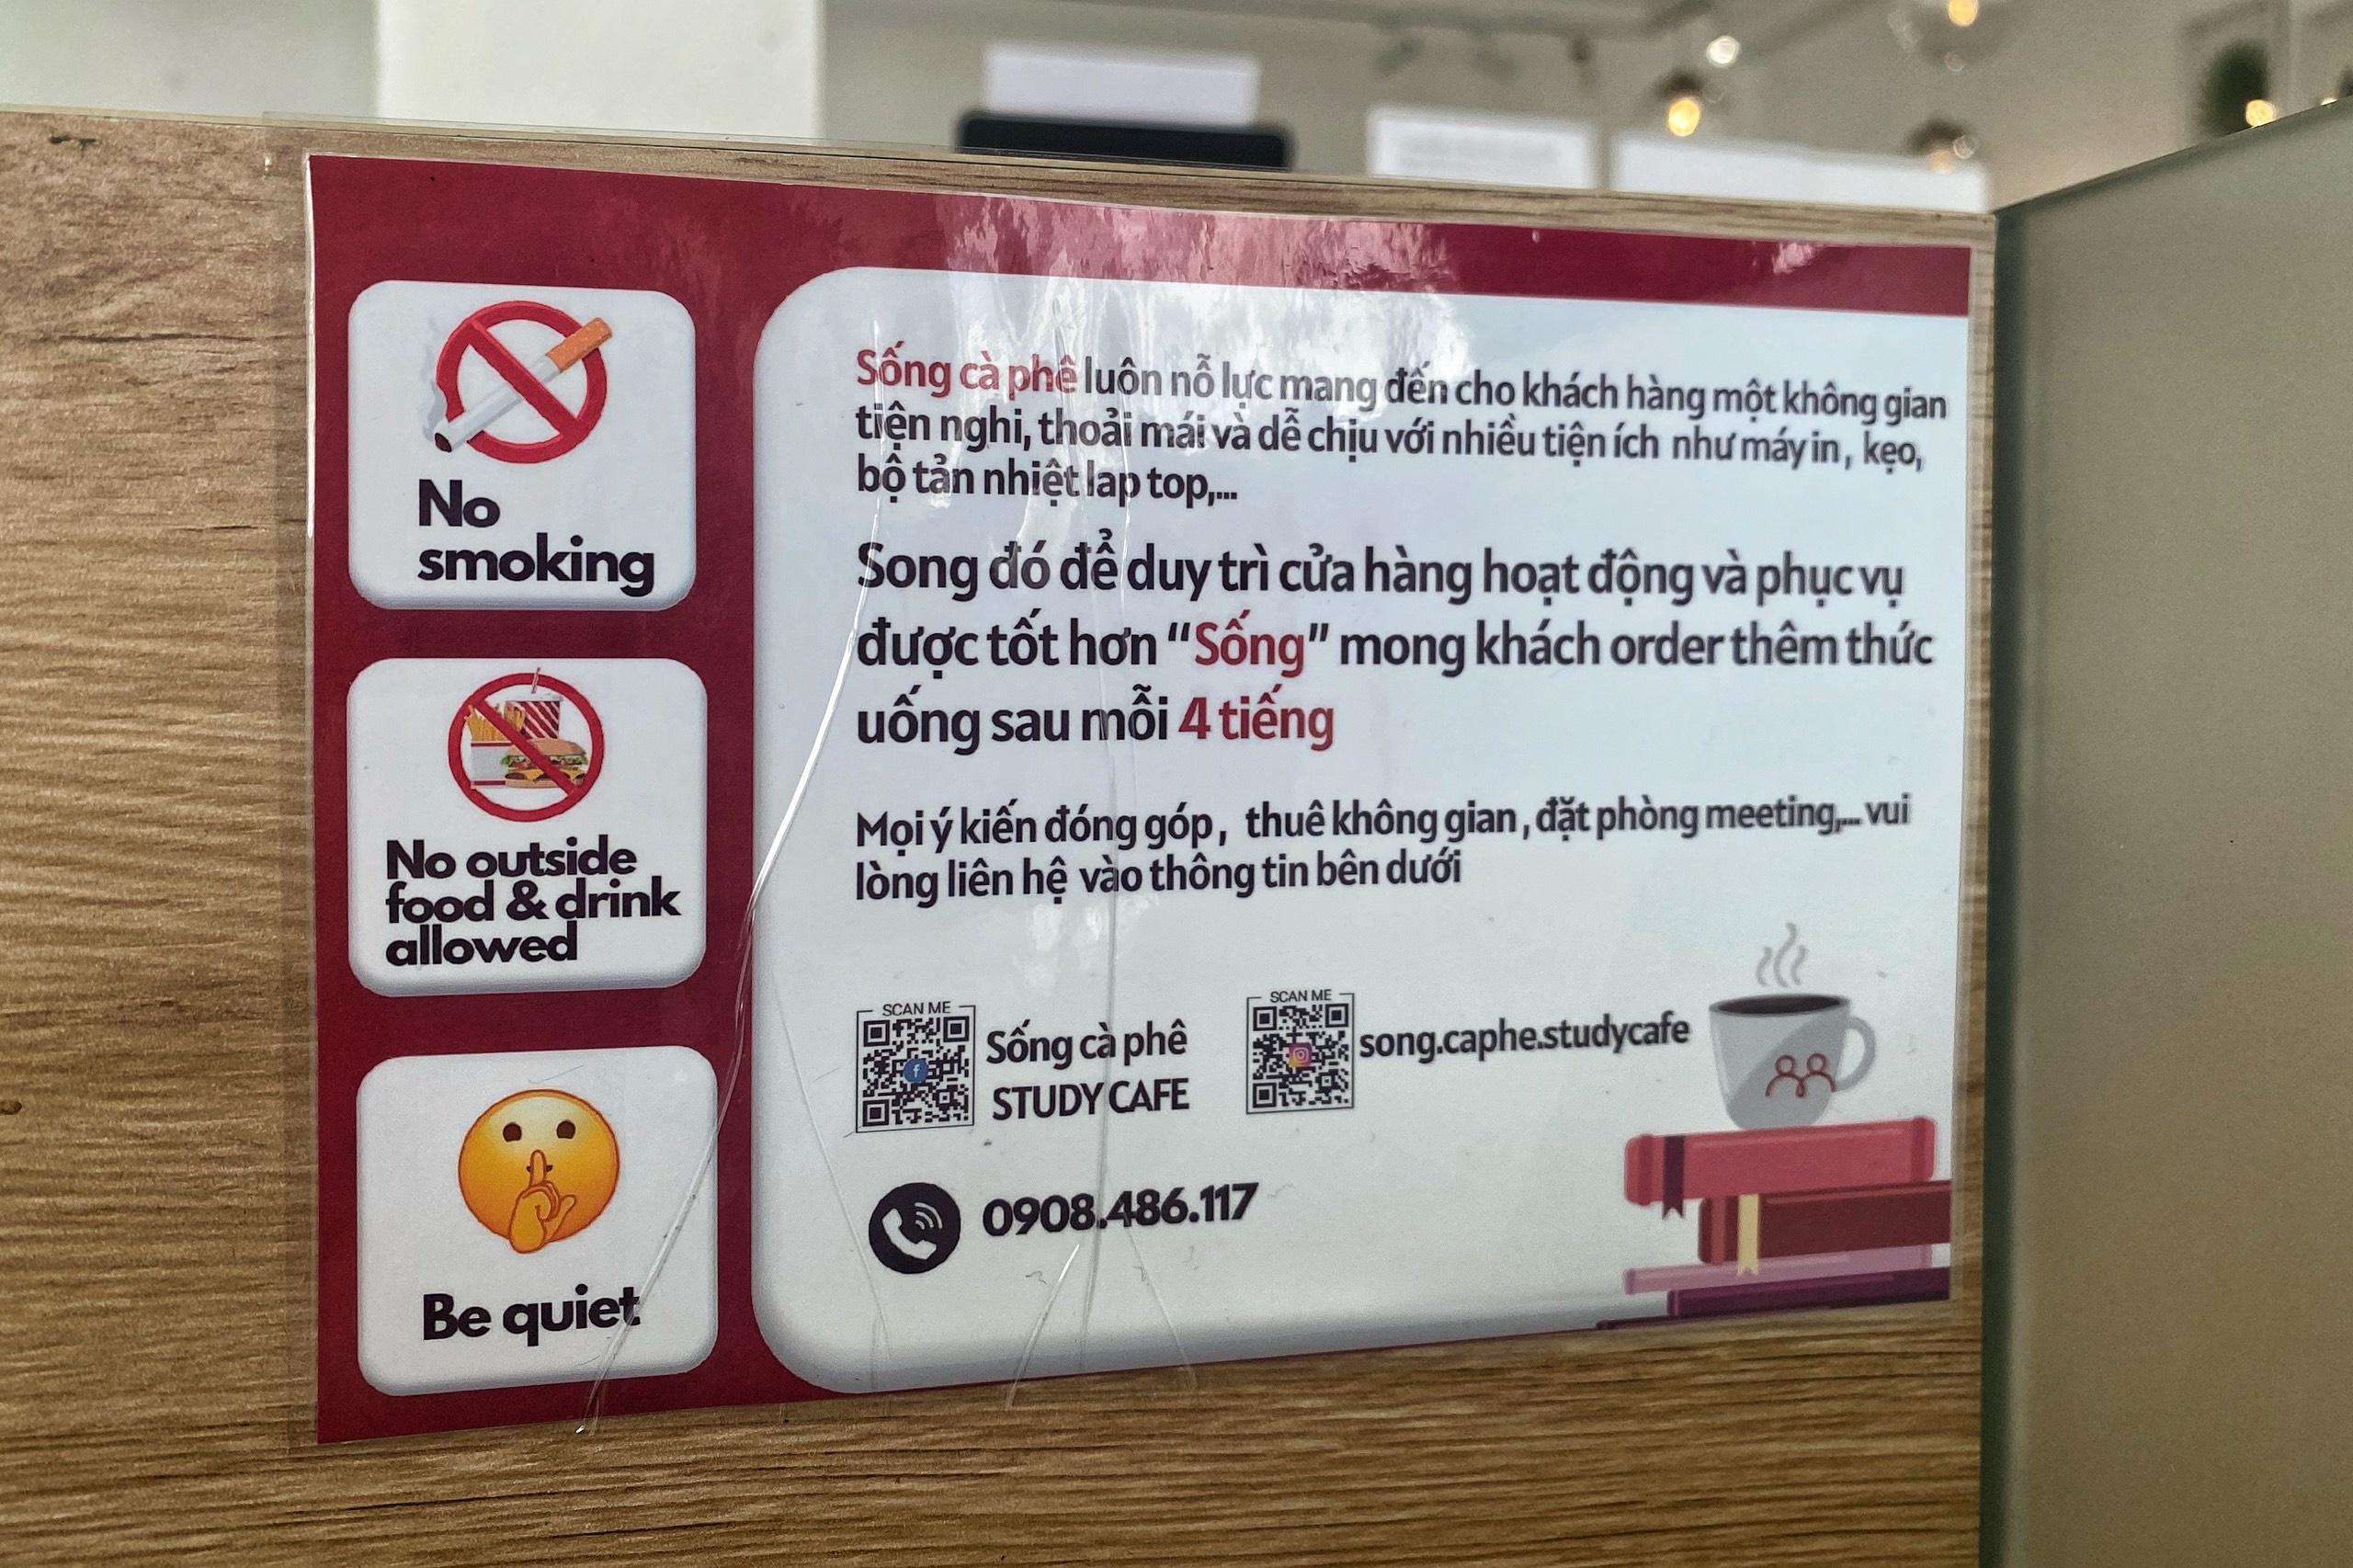 No
smoking
No outside
food & drink
allowed
Be quiet
Sống cà phê luôn nỗ lực mang đến cho khách hàng một không gian
tiện nghi, thoải mái và dễ chịu với nhiều tiện ích như máy in, kẹo,
bộ tản nhiệt lap top,...
Song đó để duy trì cửa hàng hoạt động và phục vụ
được tốt hơn “Sống” mong khách order thêm thức
uống sau mỗi 4 tiếng
Mọi ý kiến đóng góp, thuê không gian, đặt phòng meeting,... vui
lòng liên hệ vào thông tin bên dưới
SCAN ME
Sống cà phê
STUDY CAFE
SCAN ME
song.caphe.studycafe
0908.486.117